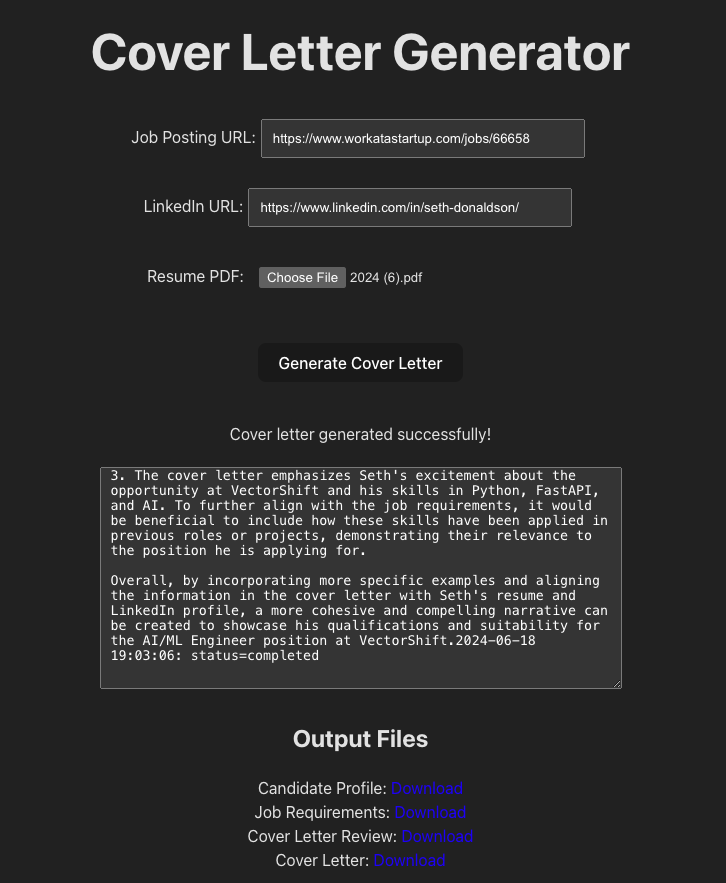 Cover Letter Generator
Job Posting URL: https://www.workatastartup.com/jobs/66658
LinkedIn URL: https://www.linkedin.com/in/seth-donaldson/
Resume PDF: Choose File 2024 (6).pdf
Generate Cover Letter
Cover letter generated successfully!
3. The cover letter emphasizes Seth's excitement about the
opportunity at VectorShift and his skills in Python, FastAPI,
and AI. To further align with the job requirements, it would
be beneficial to include how these skills have been applied in
previous roles or projects, demonstrating their relevance to
the position he is applying for.
Overall, by incorporating more specific examples and aligning
the information in the cover letter with Seth's resume and
LinkedIn profile, a more cohesive and compelling narrative can
be created to showcase his qualifications and suitability for
the AI/ML Engineer position at VectorShift.2024-06-18
19:03:06: status=completed
Output Files
Candidate Profile: Download
Job Requirements: Download
Cover Letter Review: Download
Cover Letter: Download